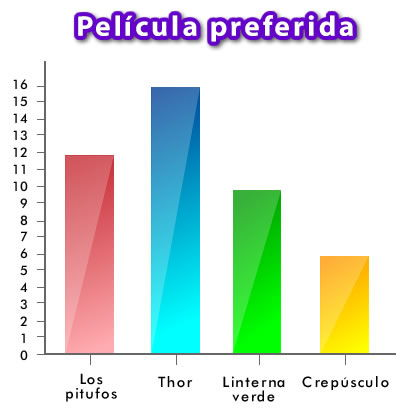 Película preferida
16
15
14
13
12
11
10
9
8
7
6
5
4
3
2
1
0
Los
pitufos
Thor
Linterna
verde
Crepúsculo